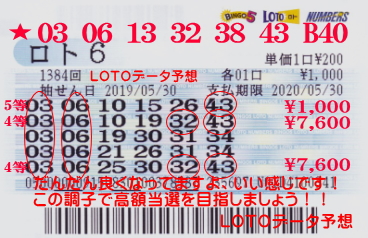 BINGO5 LOTO ロト NUMBERS
★03 06 13 32 38 43 B40
ロト6
単価1口¥200
1384回 LOTOデータ予想 各01口 ¥1,000
抽せん日 2019/05/30 支払期限 2020/05/30
5等 03 06 10 15 26 43 ¥1,000
4等 03 06 10 19 32 43 ¥7,600
03 06 19 30 31 34
03 06 21 26 31 34
4等 03 06 25 30 32 43 ¥7,600
だんだん良くなってますよ。いい感じです！
この調子で高額当選を目指しましょう！！
LOTOデータ予想